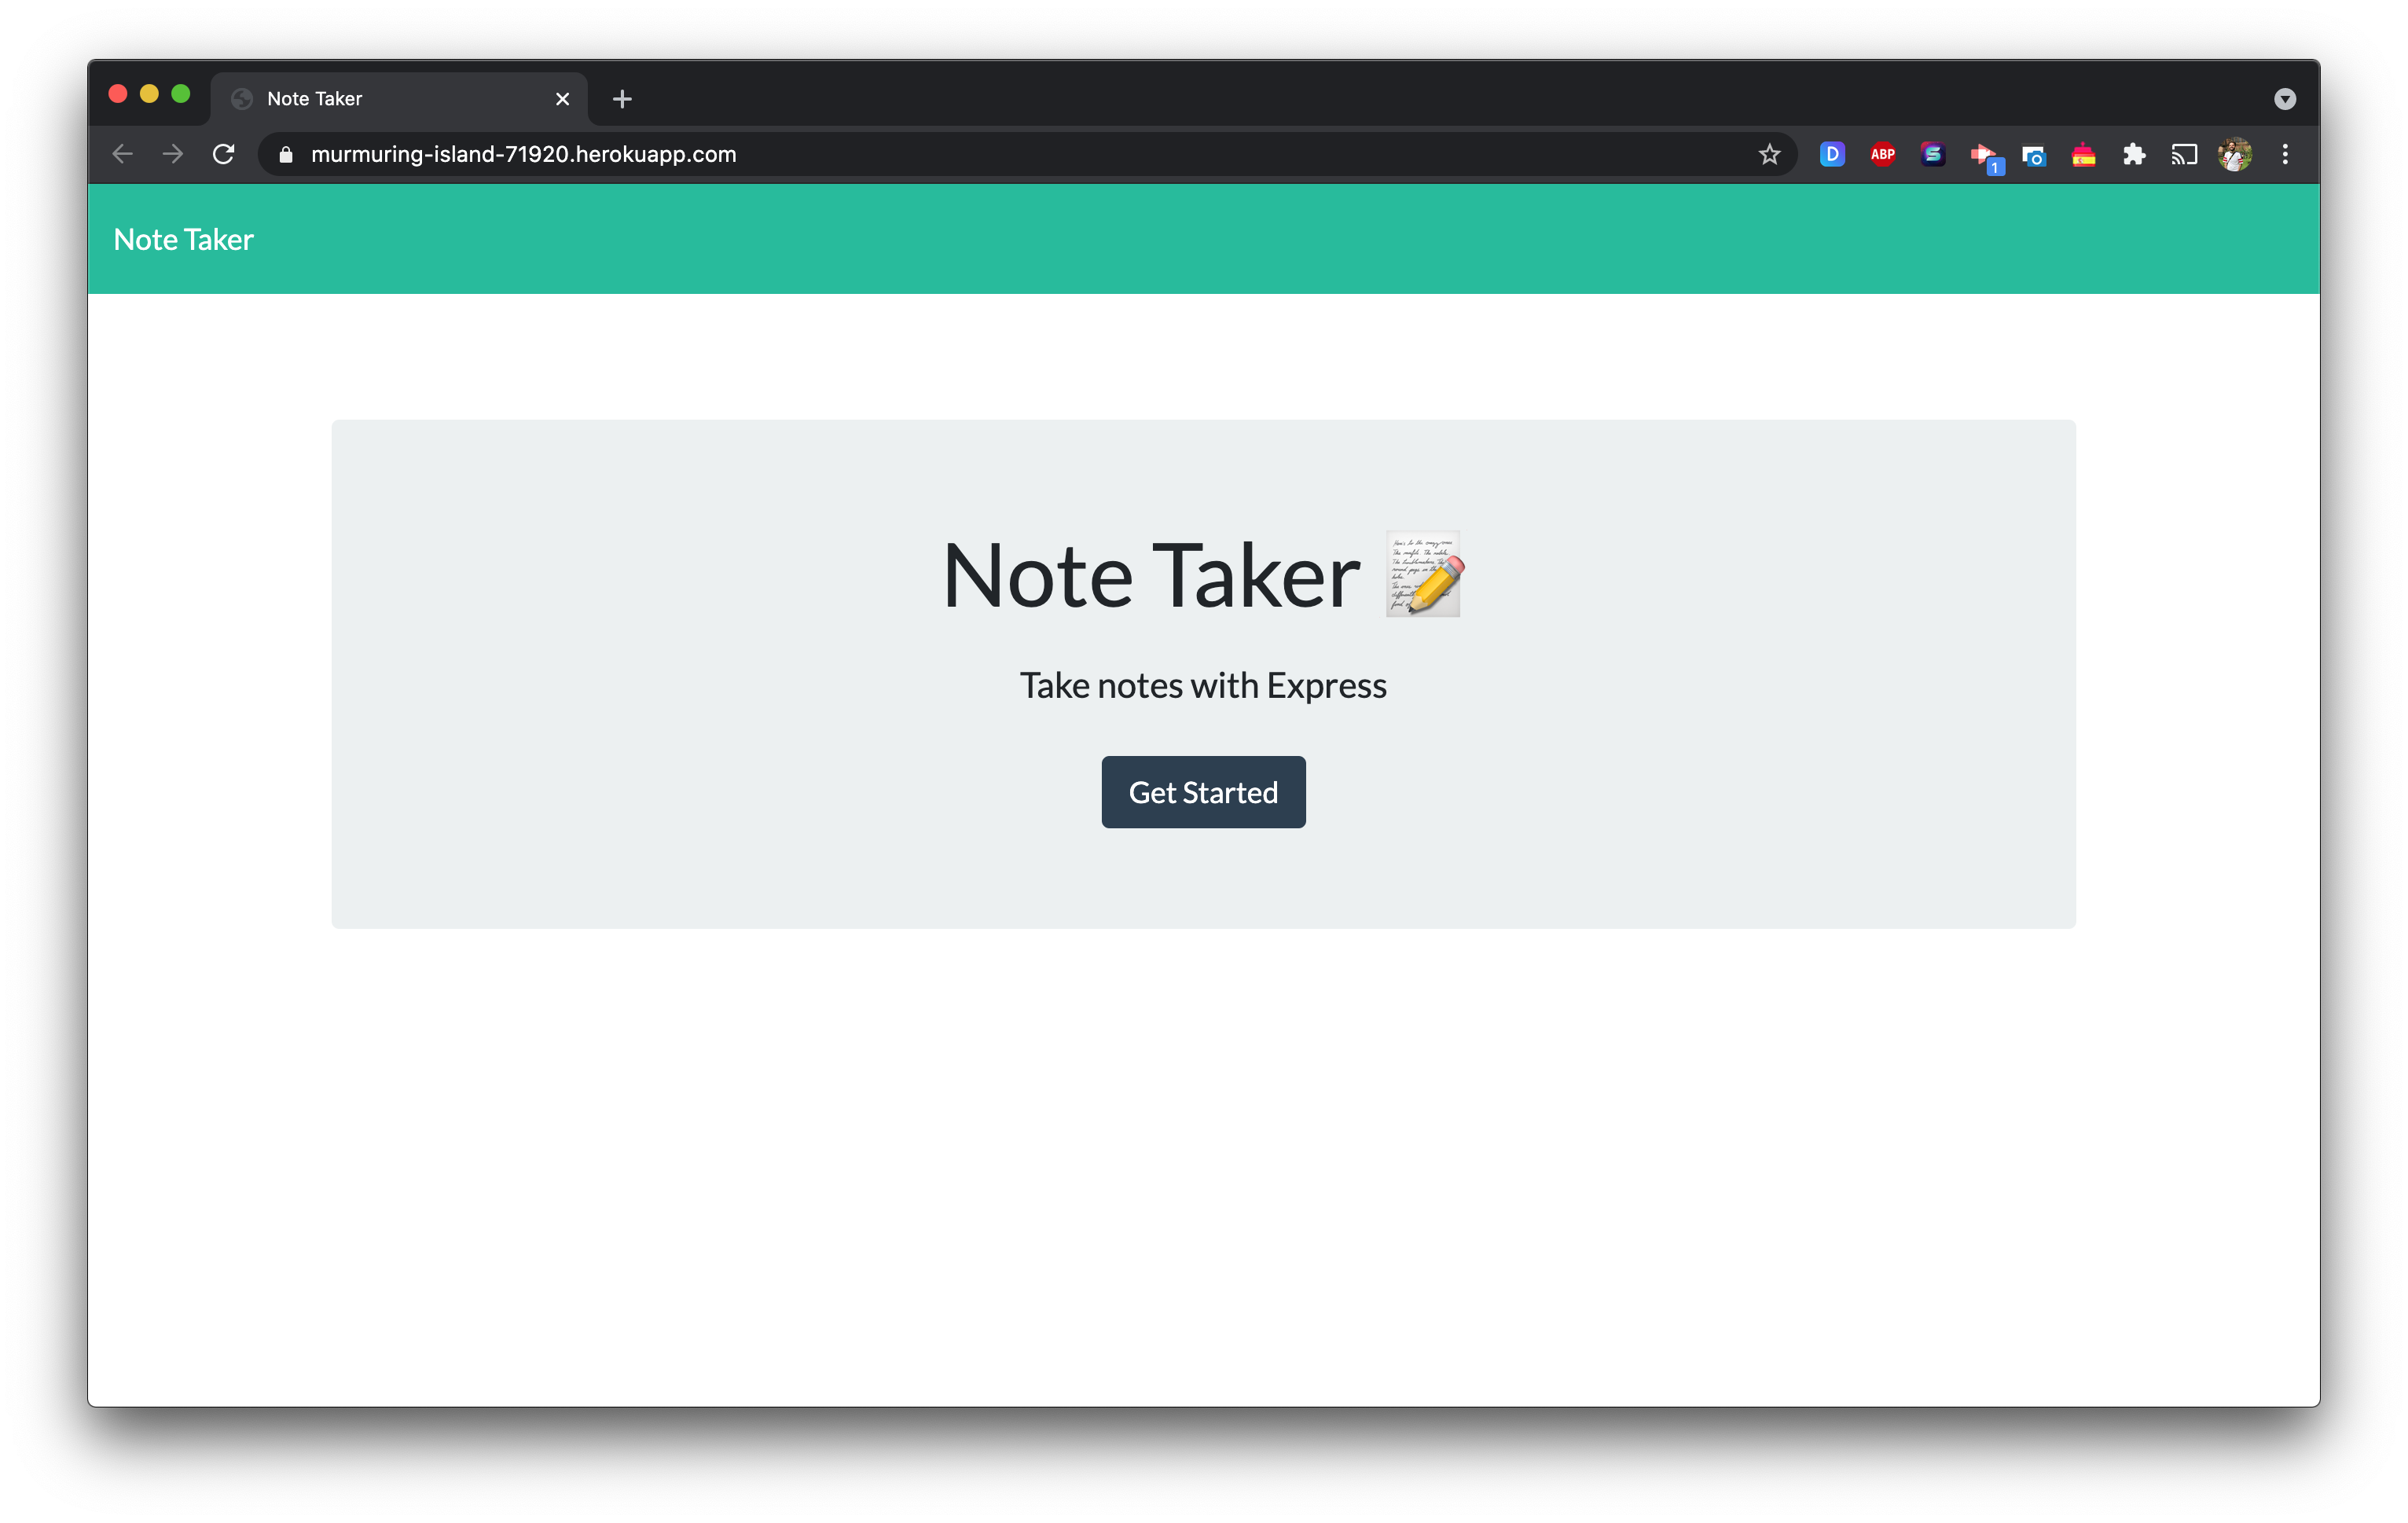 Note Taker
murmuring-island-71920.herokuapp.com
D
ABP
S
1
Note Taker
Note Taker
Take notes with Express
Get Started